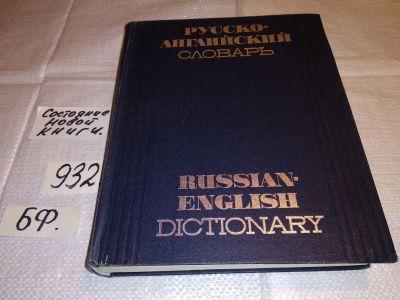 РУССКО-
АНГЛИЙСКИЙ
СЛОВАРЬ
Состояние
новой
книги.
932
БФ.
RUSSIAN-
ENGLISH
DICTIONARY